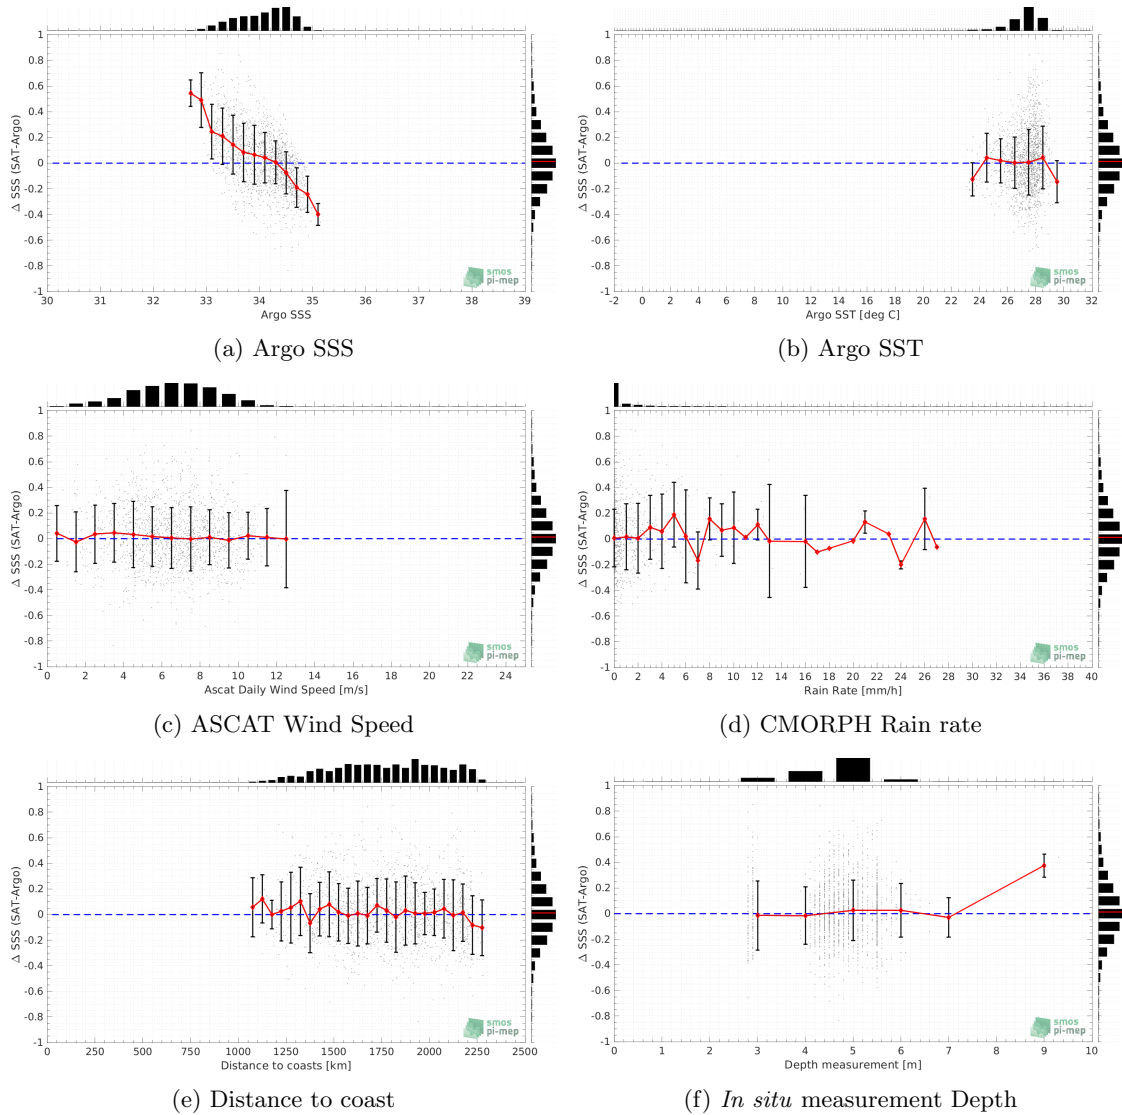 1
0.8
0.6
0.4
0.2
0
-0.2
-0.4
-0.6
-0.8
-1
Δ SSS (SAT-Argo)
30 31 32 33 34 35 36 37 38 39
Argo SSS
smos
pi-mep
(a) Argo SSS
1
0.8
0.6
0.4
0.2
0
-0.2
-0.4
-0.6
-0.8
-1
Δ SSS (SAT-Argo)
-2 0 2 4 6 8 10 12 14 16 18 20 22 24 26 28 30 32
Argo SST [deg C]
smos
pi-mep
(b) Argo SST
1
0.8
0.6
0.4
0.2
0
-0.2
-0.4
-0.6
-0.8
-1
Δ SSS (SAT-Argo)
0 2 4 6 8 10 12 14 16 18 20 22 24
Ascat Daily Wind Speed [m/s]
smos
pi-mep
(c) ASCAT Wind Speed
1
0.8
0.6
0.4
0.2
0
-0.2
-0.4
-0.6
-0.8
-1
Δ SSS (SAT-Argo)
0 2 4 6 8 10 12 14 16 18 20 22 24 26 28 30 32 34 36 38 40
Rain Rate [mm/h]
smos
pi-mep
(d) CMORPH Rain rate
1
0.8
0.6
0.4
0.2
0
-0.2
-0.4
-0.6
-0.8
-1
Δ SSS (SAT-Argo)
0 250 500 750 1000 1250 1500 1750 2000 2250 2500
Distance to coasts [km]
smos
pi-mep
(e) Distance to coast
1
0.8
0.6
0.4
0.2
0
-0.2
-0.4
-0.6
-0.8
-1
Δ SSS (SAT-Argo)
0 1 2 3 4 5 6 7 8 9 10
Depth measurement [m]
smos
pi-mep
(f) In situ measurement Depth